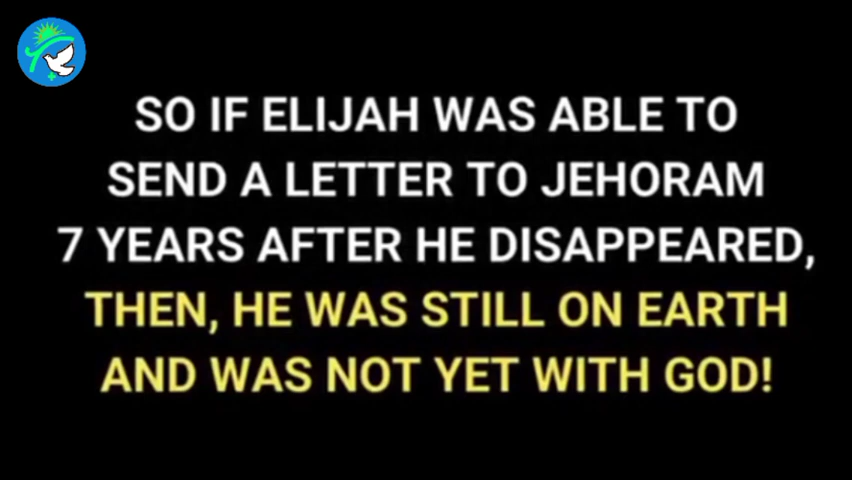 SO IF ELIJAH WAS ABLE TO
SEND A LETTER TO JEHORAM
7 YEARS AFTER HE DISAPPEARED,
THEN, HE WAS STILL ON EARTH
AND WAS NOT YET WITH GOD!